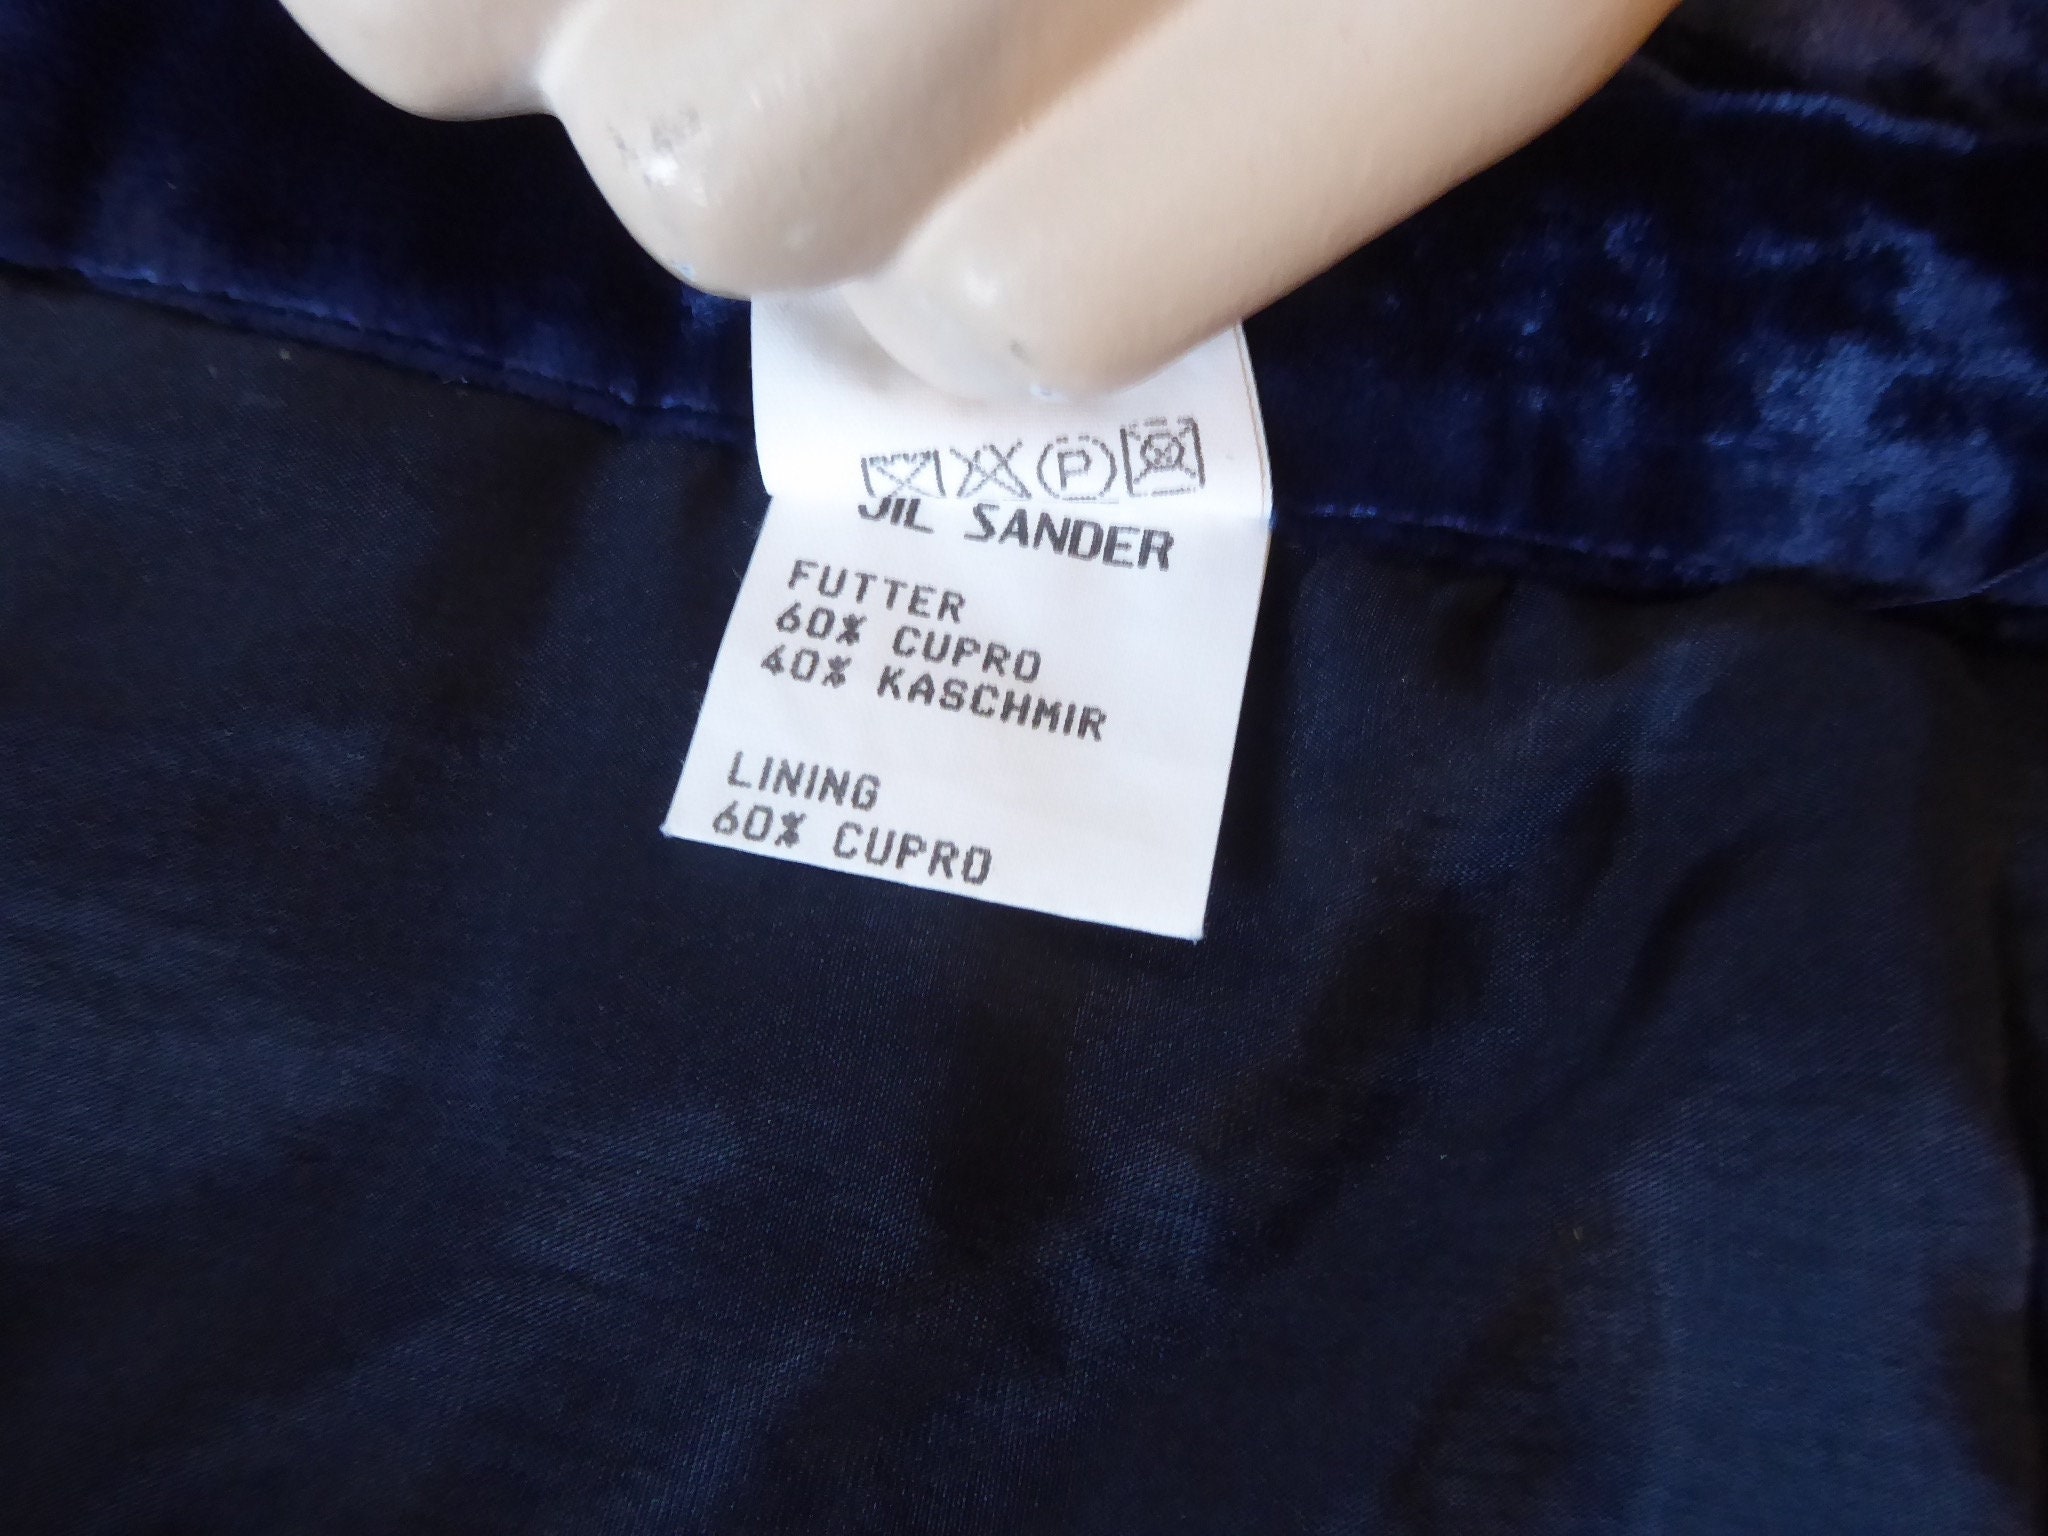 P
JIL SANDER
FUTTER
60% CUPRO
40% KASCHMIR
LINING
60% CUPRO